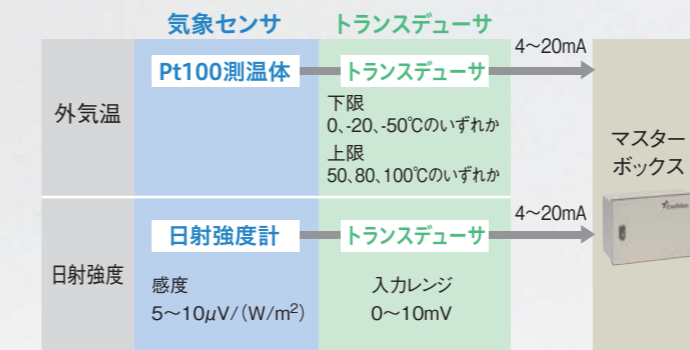 気象センサ
トランスデューサ
4〜20mA
外気温
Pt100測温体
トランスデューサ
下限
0、-20、-50℃のいずれか
上限
50、80、100℃のいずれか
マスター
ボックス
4〜20mA
日射強度
日射強度計
トランスデューサ
感度
5〜10μV/(W/m²)
入力レンジ
0〜10mV